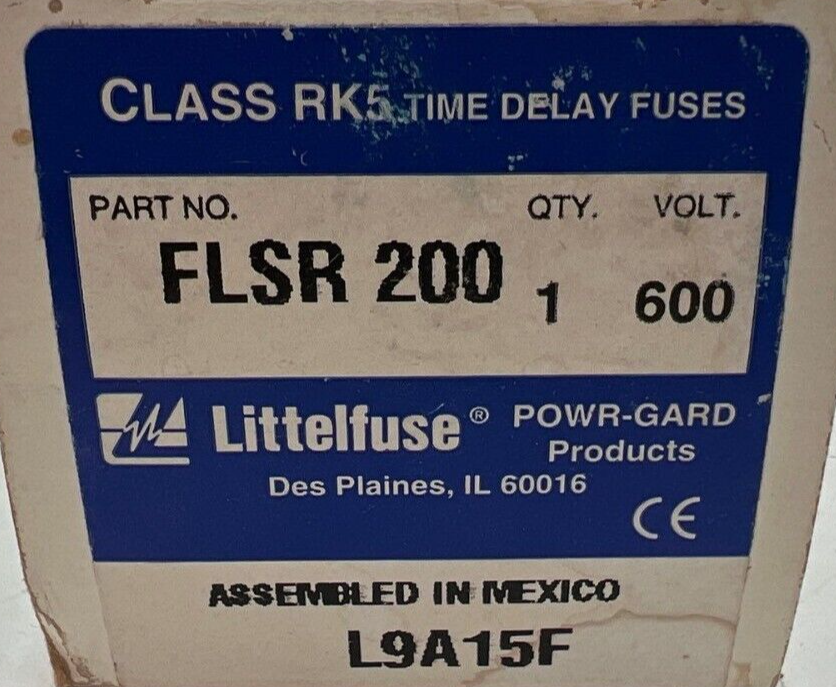 CLASS RK5 TIME DELAY FUSES
PART NO. QTY. VOLT.
FLSR 200 1 600
Littelfuse® POWR-GARD
Products
Des Plaines, IL 60016
CE
ASSEMBLED IN MEXICO
L9A15F